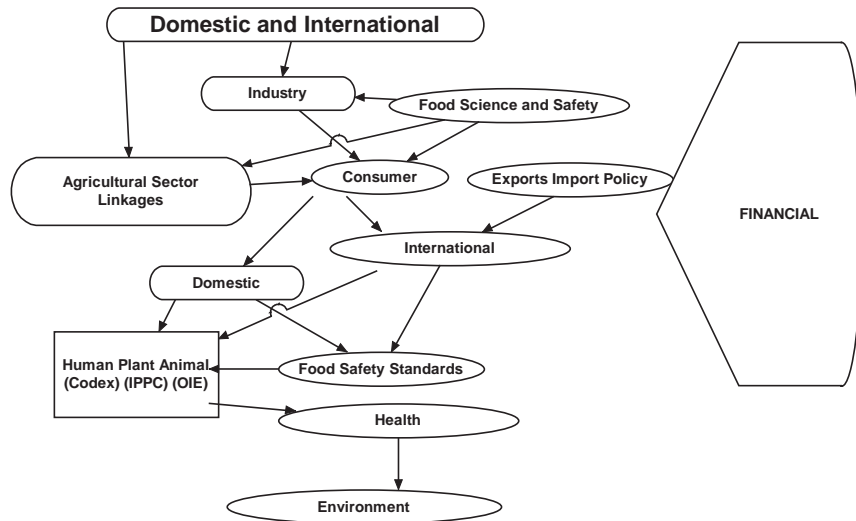 Domestic and International
Industry
Food Science and Safety
Agricultural Sector
Linkages
Consumer
Exports Import Policy
FINANCIAL
International
Domestic
Human Plant Animal
(Codex) (IPPC) (OIE)
Food Safety Standards
Health
Environment